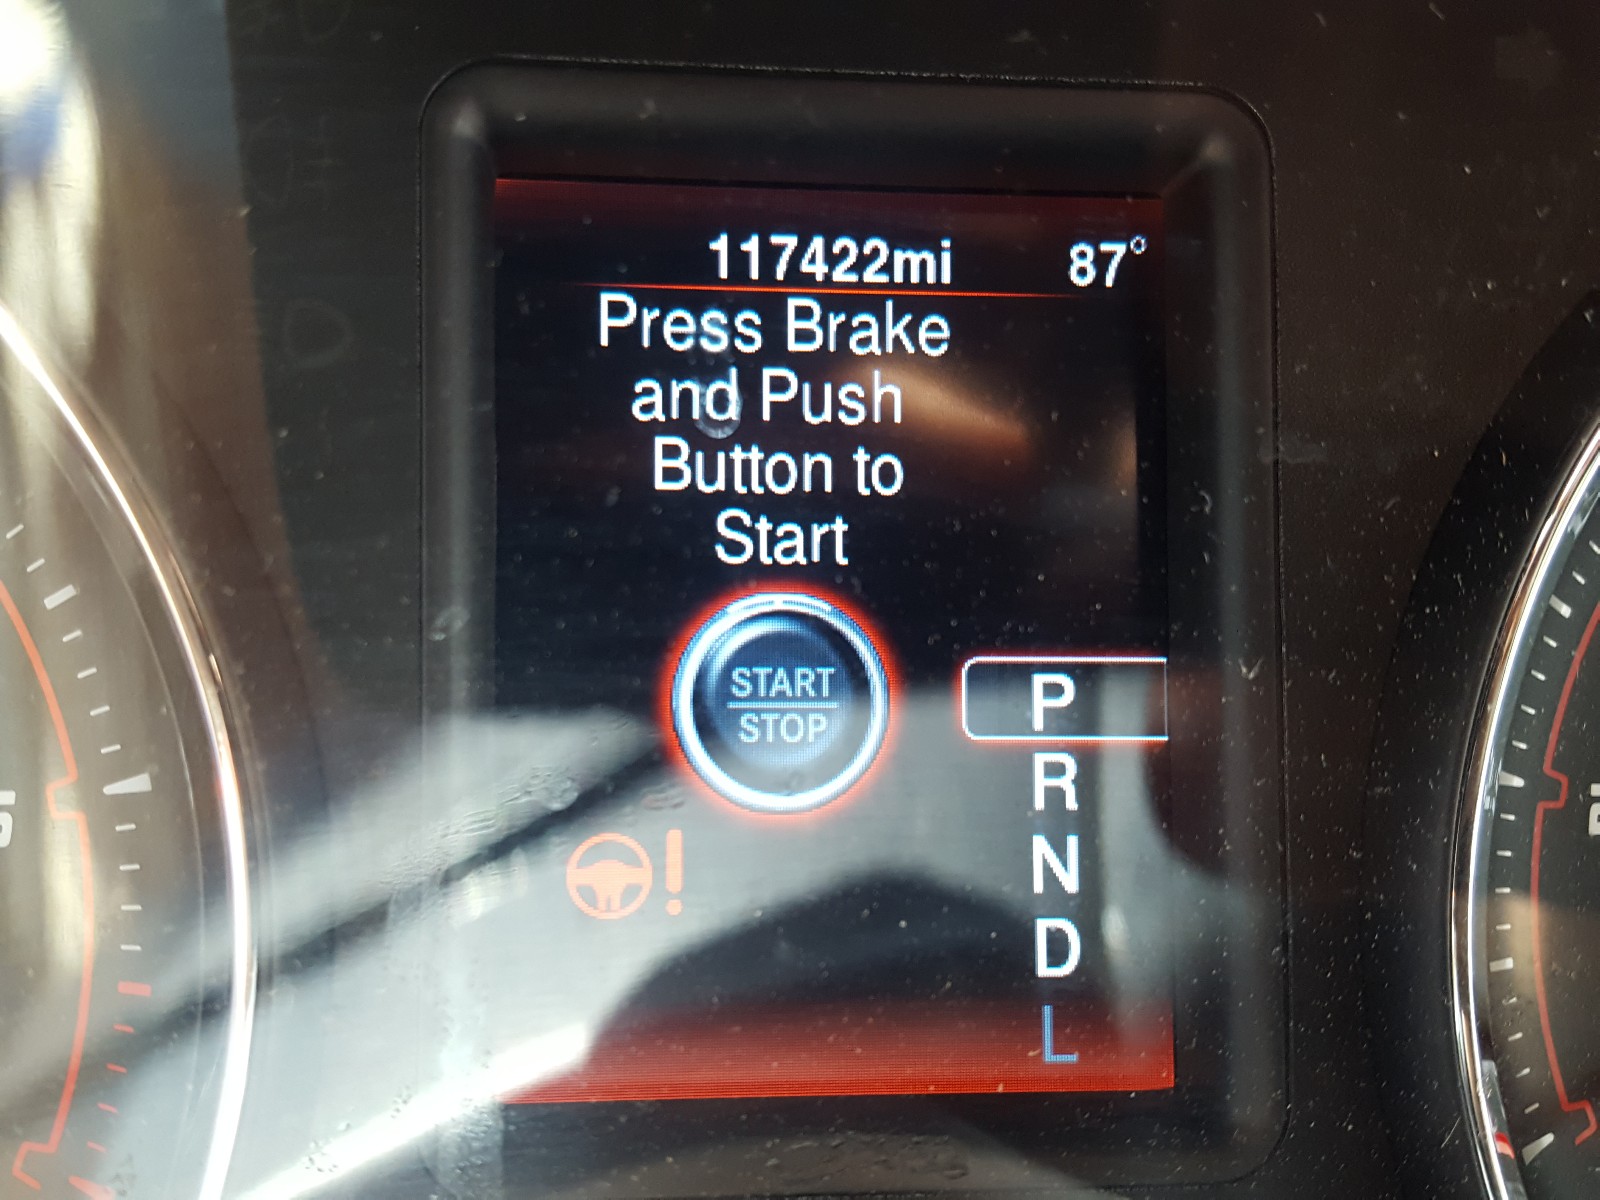 117422mi 87°
Press Brake
and Push
Button to
Start
START
STOP
P
R
N
D
L
!